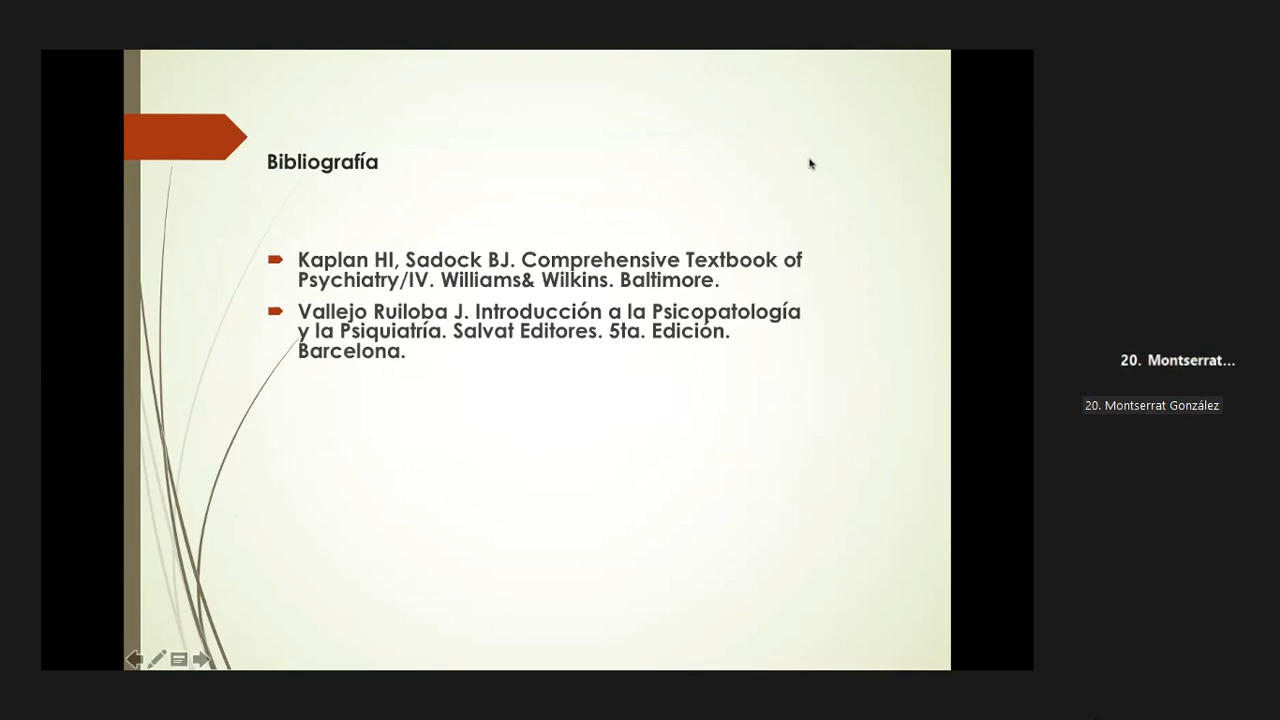 Bibliografía
Kaplan HI, Sadock BJ. Comprehensive Textbook of
Psychiatry/IV. Williams& Wilkins. Baltimore.
Vallejo Ruiloba J. Introducción a la Psicopatología
y la Psiquiatría. Salvat Editores. 5ta. Edición.
Barcelona.
20. Montserrat...
20. Montserrat González